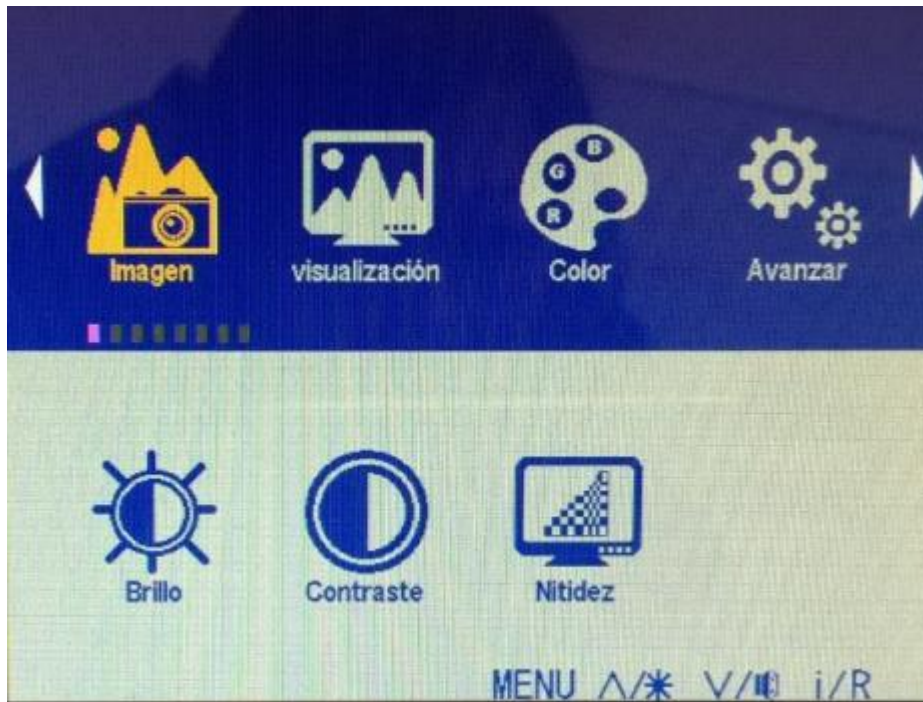 Imagen visualización Color Avanzar
B
G
R
Brillo Contraste Nitidez
MENU Λ/☀ V/🔊 i/R